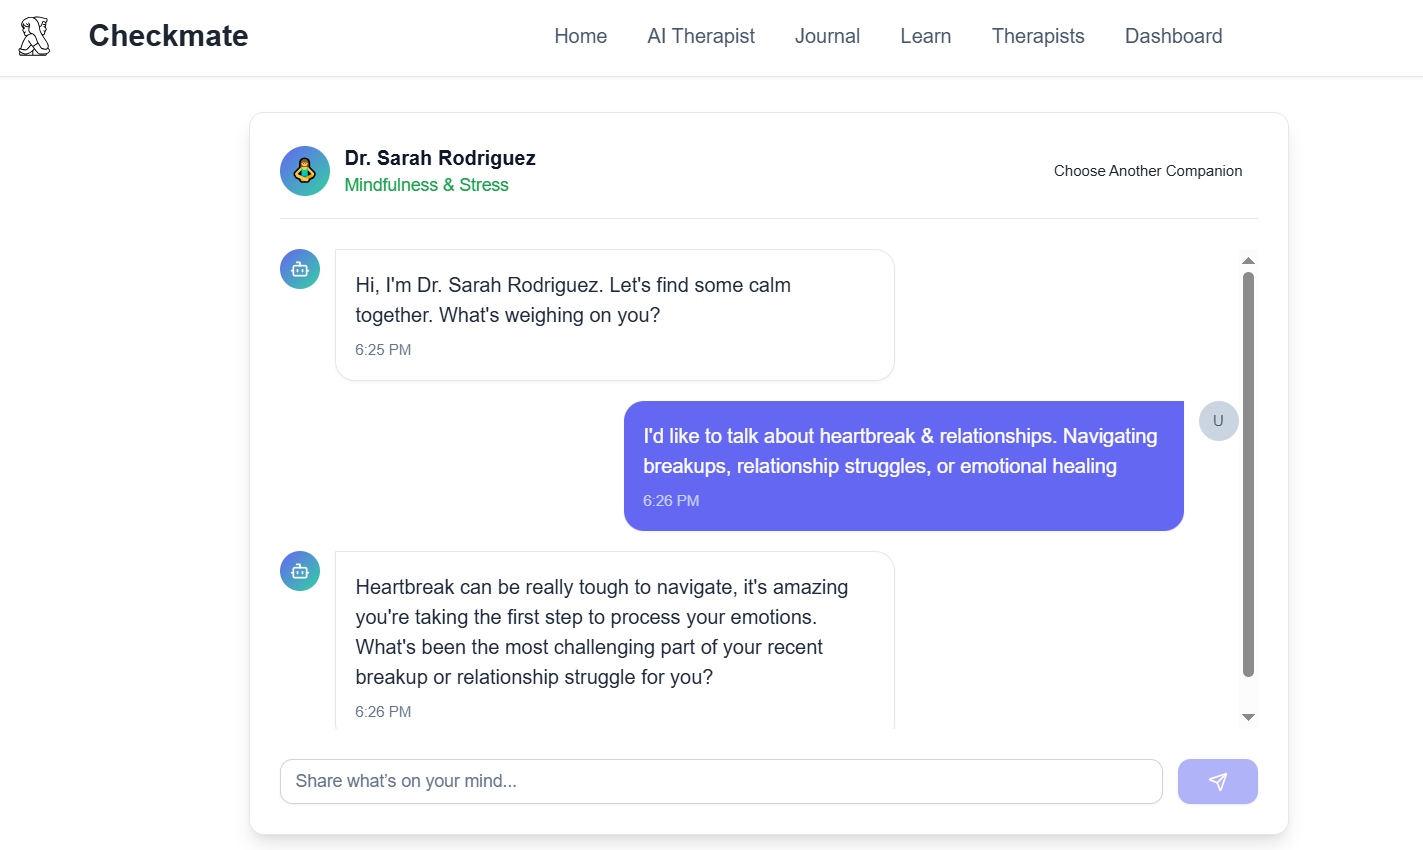 Checkmate
Home AI Therapist Journal Learn Therapists Dashboard
Dr. Sarah Rodriguez
Mindfulness & Stress
Choose Another Companion
Hi, I'm Dr. Sarah Rodriguez. Let's find some calm
together. What's weighing on you?
6:25 PM
U
I'd like to talk about heartbreak & relationships. Navigating
breakups, relationship struggles, or emotional healing
6:26 PM
Heartbreak can be really tough to navigate, it's amazing
you're taking the first step to process your emotions.
What's been the most challenging part of your recent
breakup or relationship struggle for you?
6:26 PM
Share what's on your mind...